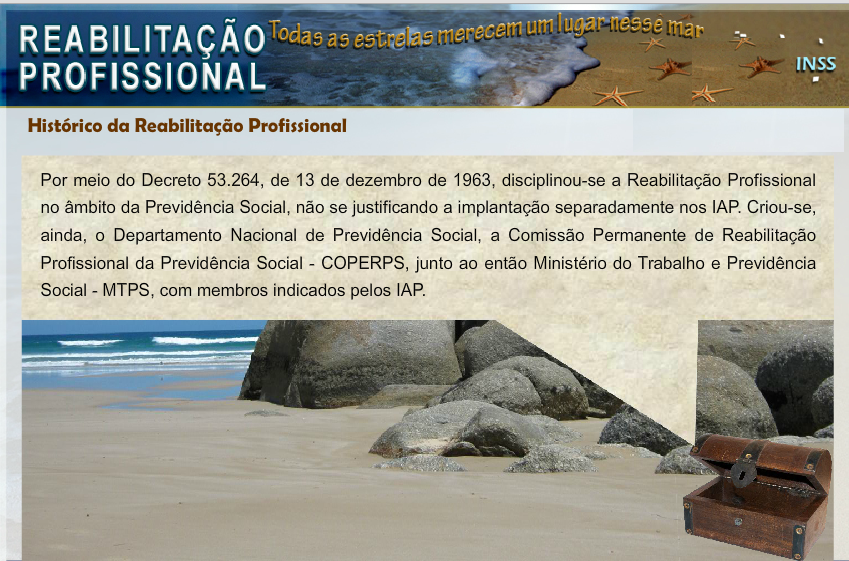 REABILITAÇÃO
PROFISSIONAL
Todas as estrelas merecem um lugar nesse mar
INSS
Histórico da Reabilitação Profissional
Por meio do Decreto 53.264, de 13 de dezembro de 1963, disciplinou-se a Reabilitação Profissional
no âmbito da Previdência Social, não se justificando a implantação separadamente nos IAP. Criou-se,
ainda, o Departamento Nacional de Previdência Social, a Comissão Permanente de Reabilitação
Profissional da Previdência Social - COPERPS, junto ao então Ministério do Trabalho e Previdência
Social - MTPS, com membros indicados pelos IAP.